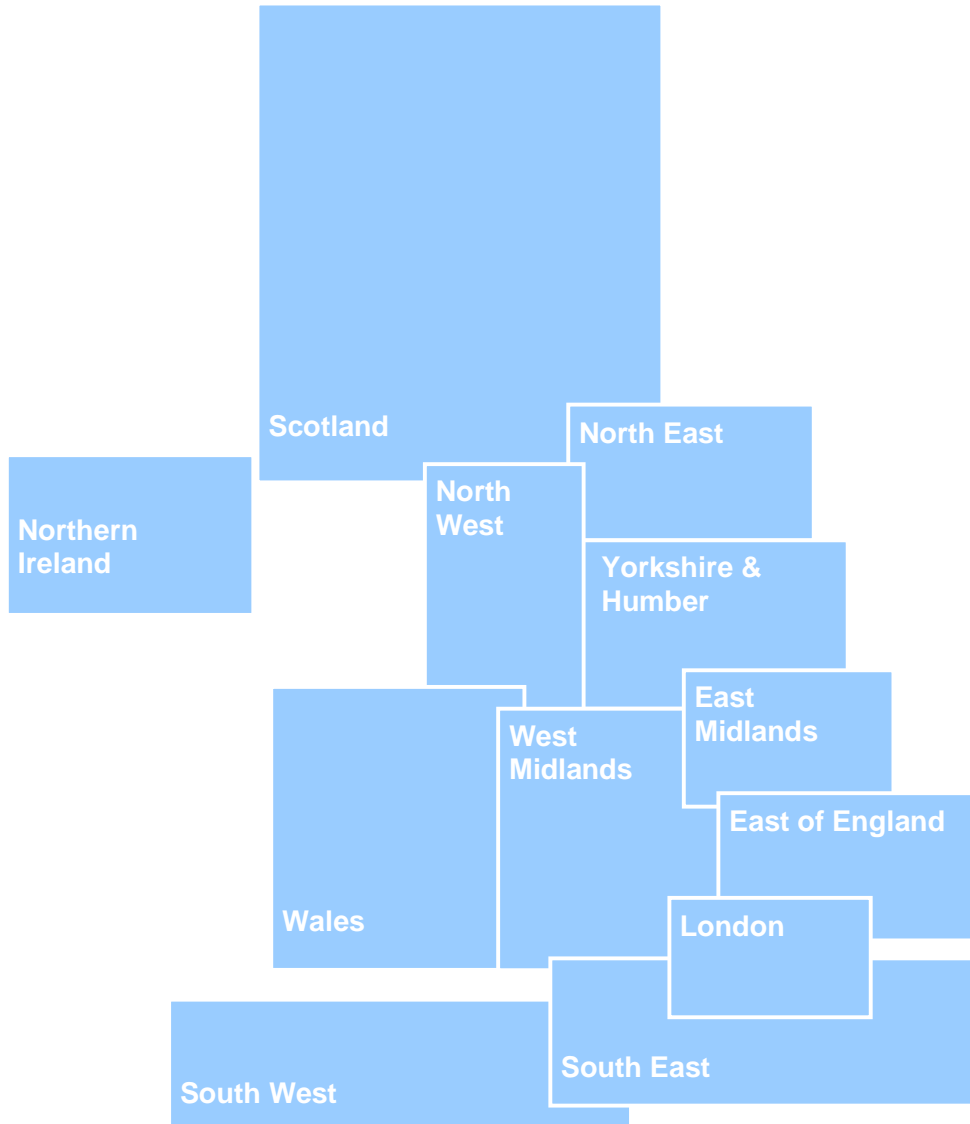 Scotland
North East
North
West
Northern
Ireland
Yorkshire &
Humber
East
Midlands
West
Midlands
East of England
Wales
London
South East
South West